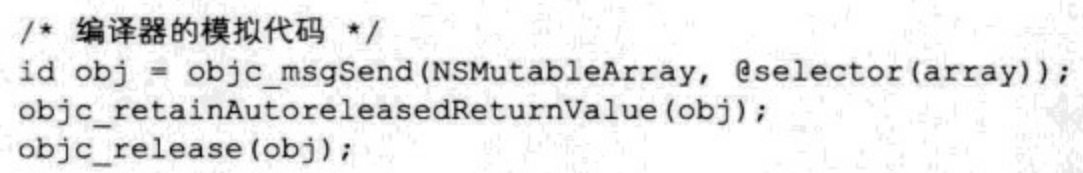 /* 编译器的模拟代码 */
id obj = objc_msgSend(NSMutableArray, @selector(array));
objc_retainAutoreleasedReturnValue(obj);
objc_release(obj);